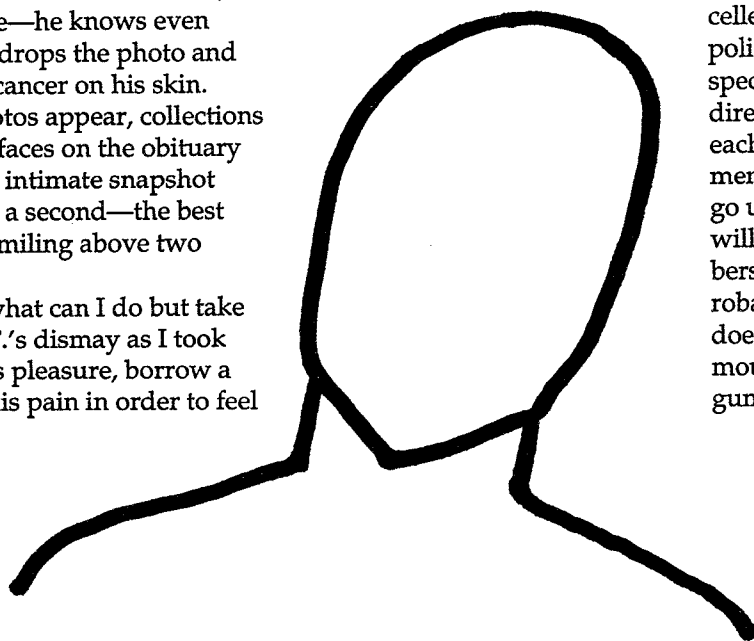 e—he knows even
drops the photo and
cancer on his skin.
otos appear, collections
faces on the obituary
intimate snapshot
a second—the best
miling above two
what can I do but take
.'s dismay as I took
s pleasure, borrow a
is pain in order to feel
celle
poli
spec
dire
each
mer
go u
will
bers
roba
doe
mou
gun